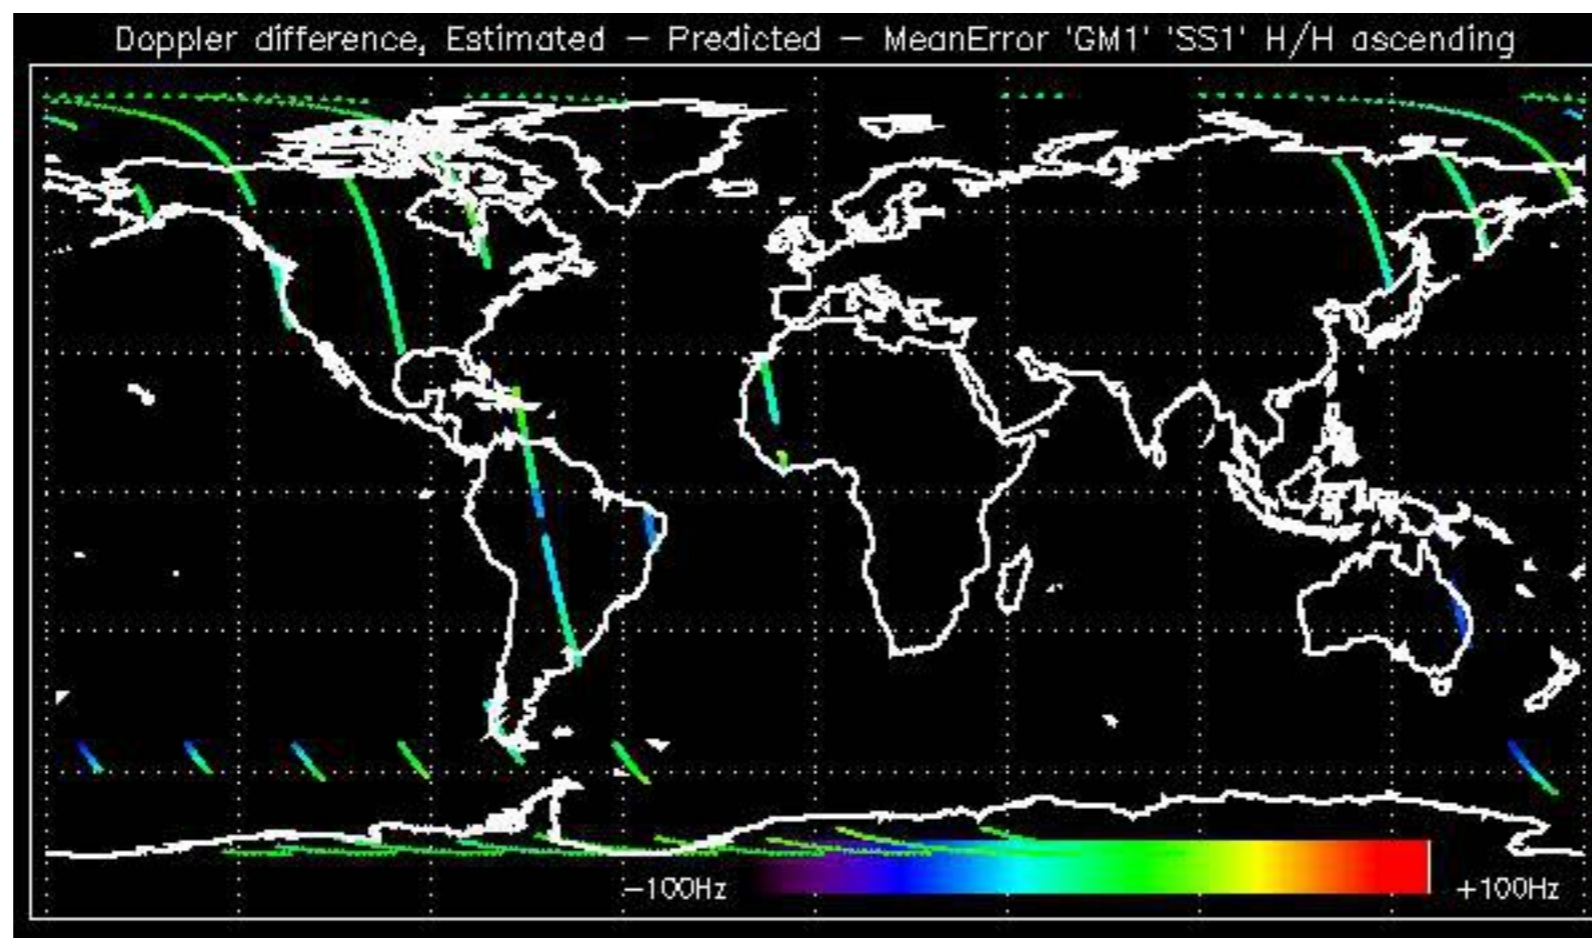 Doppler difference, Estimated – Predicted – MeanError 'GM1' 'SS1' H/H ascending
−100Hz +100Hz